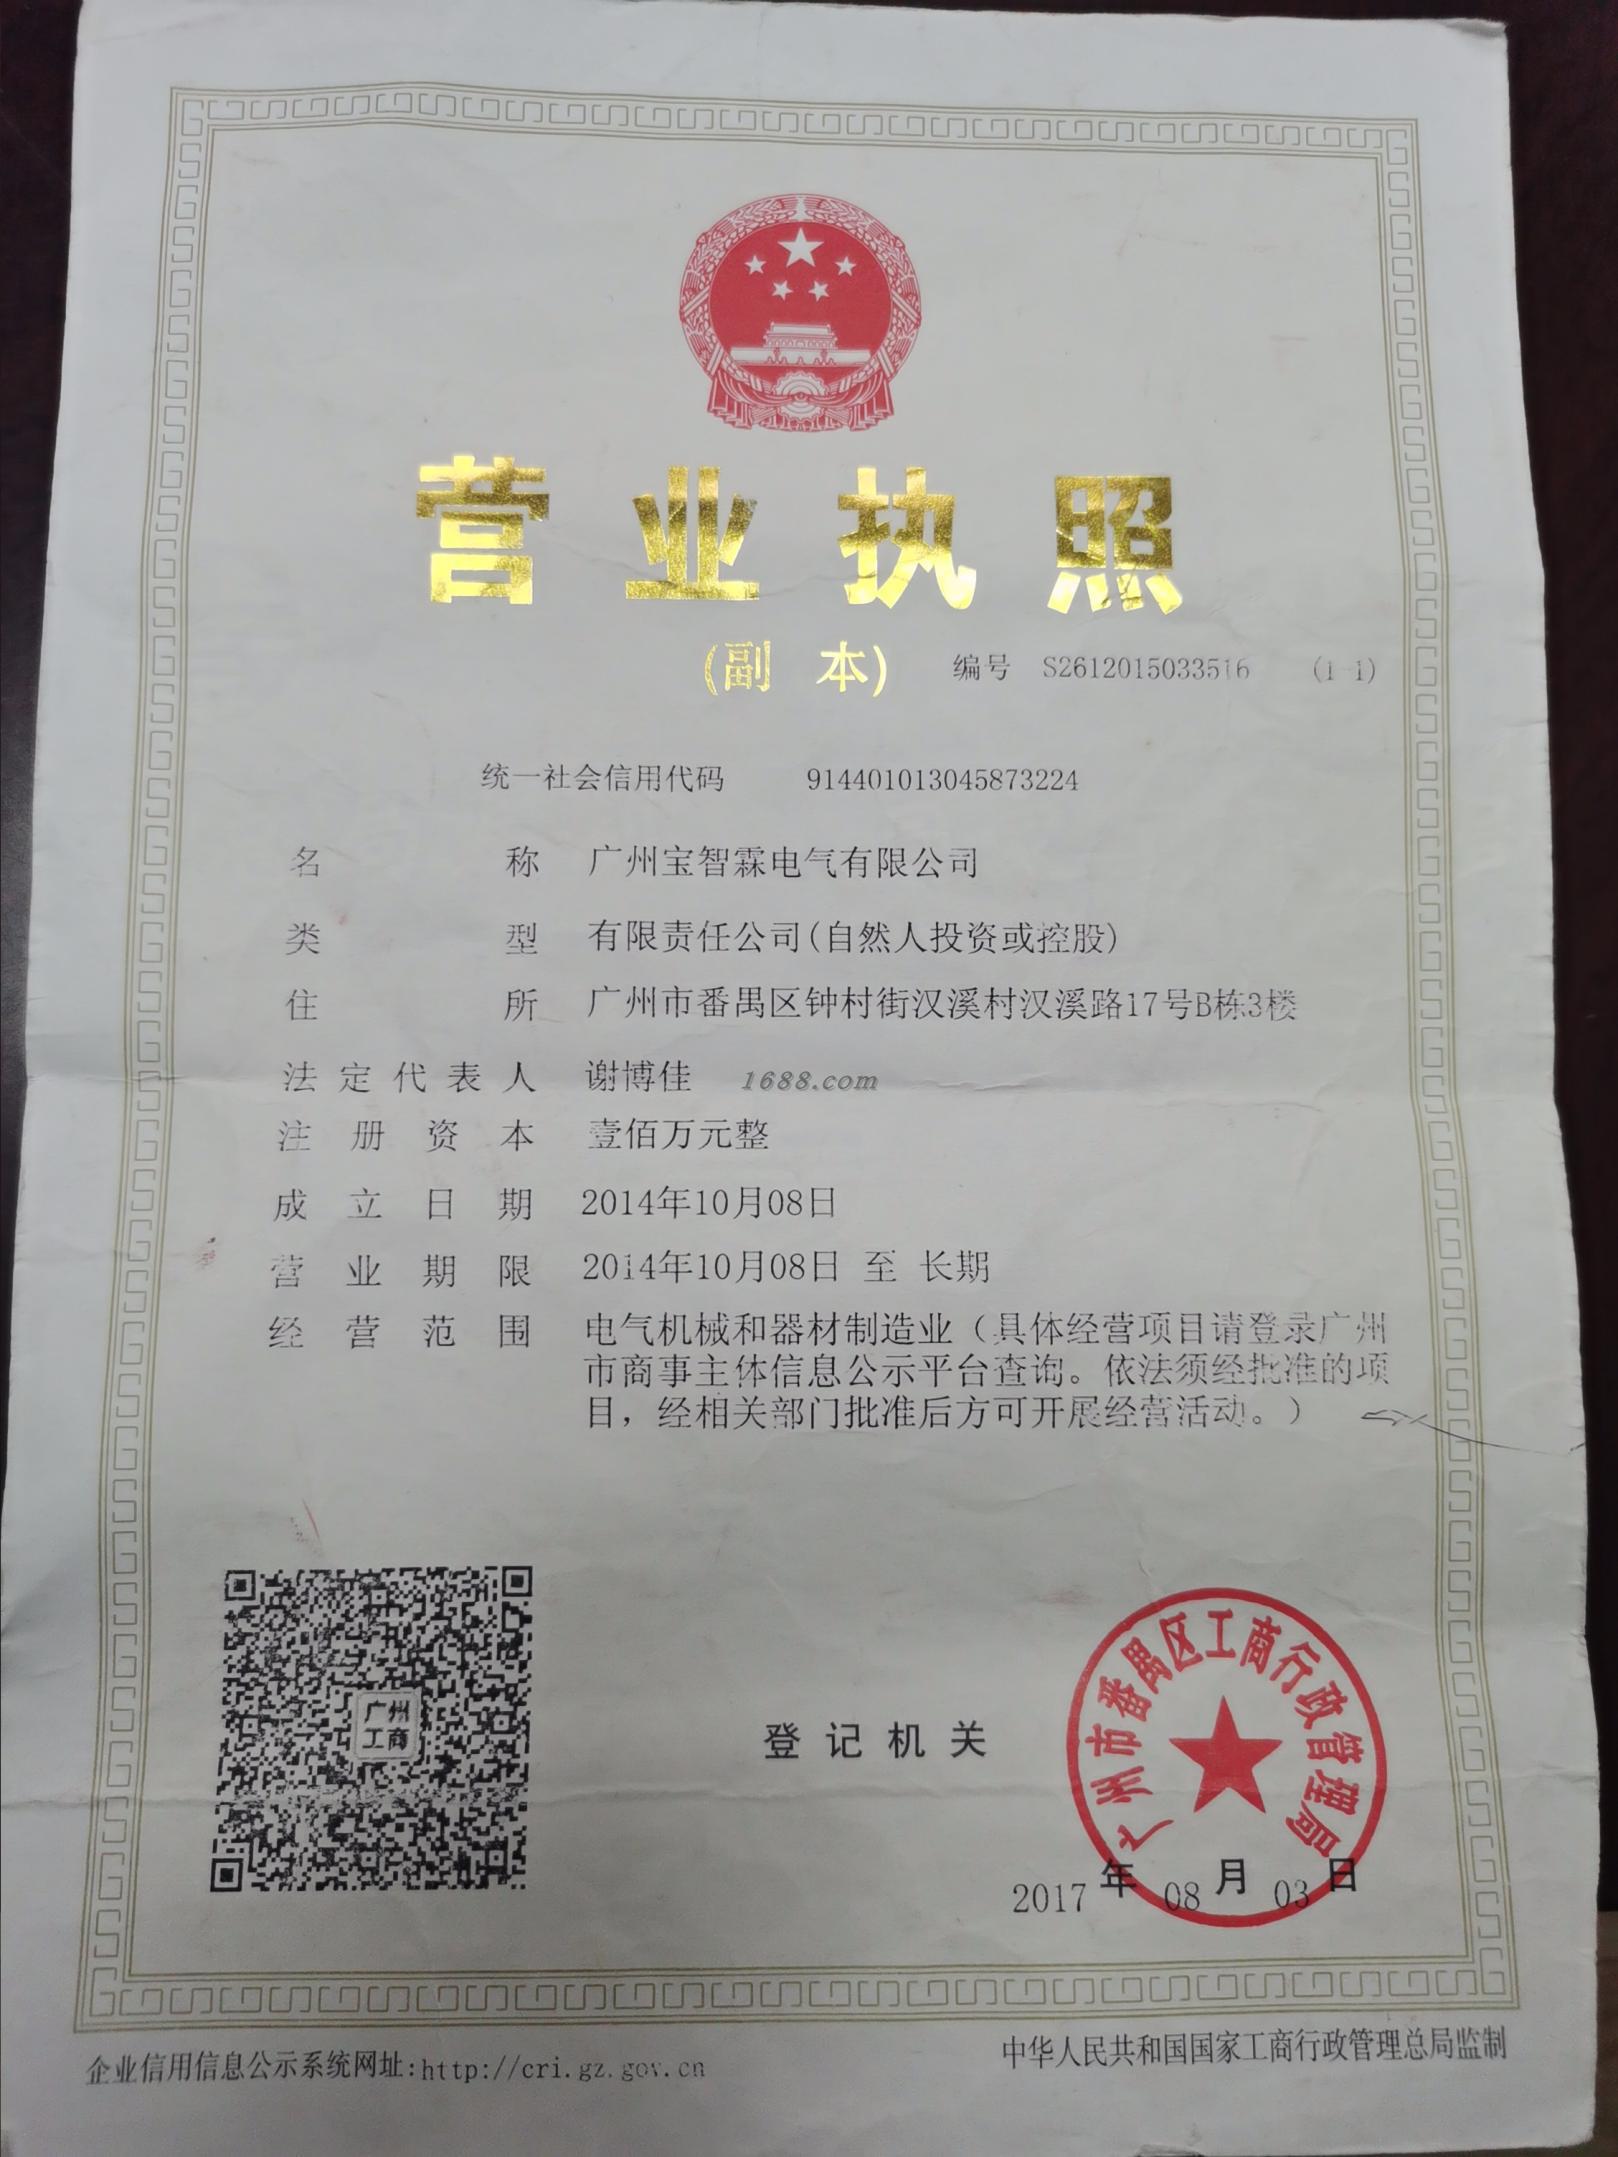 营业执照
(副本) 编号 S2612015033516 (1-1)
统一社会信用代码 914401013045873224
名称 广州宝智霖电气有限公司
类型 有限责任公司(自然人投资或控股)
住所 广州市番禺区钟村街汉溪村汉溪路17号B栋3楼
法定代表人 谢博佳 1688.com
注册资本 壹佰万元整
成立日期 2014年10月08日
营业期限 2014年10月08日 至 长期
经营范围 电气机械和器材制造业（具体经营项目请登录广州
市商事主体信息公示平台查询。依法须经批准的项
目，经相关部门批准后方可开展经营活动。）
广州
工商
登记机关
广州市番禺区工商行政管理局
2017年08月03日
企业信用信息公示系统网址:http://cri.gz.gov.cn
中华人民共和国国家工商行政管理总局监制